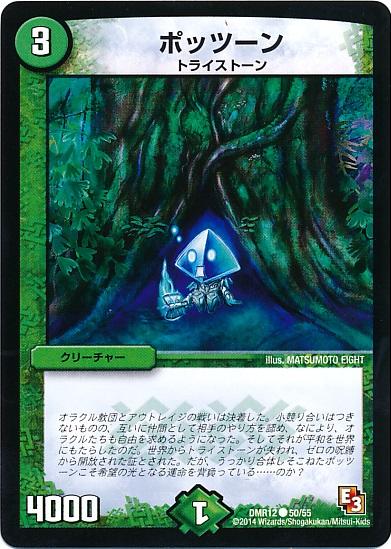 3
ポッツーン
トライストーン
illus. MATSUMOTO EIGHT
クリーチャー
オラクル教団とアウトレイジの戦いは決着した。小競り合いはつき
ないものの、互いに仲間として相手のやり方を認め、なにより、オ
ラクルたちも自由を求めるようになった。そしてそれが平和を世界
にもたらしたのだ。世界からトライストーンが失われ、ゼロの呪縛
から開放された証とされた。だが、うっかり合体しそこねたポッツ
ーンこそ希望の光となる運命を背負っている……のか?
4000
1
DMR12 50/55
©2014 Wizards/Shogakukan/Mitsui-Kids
E3